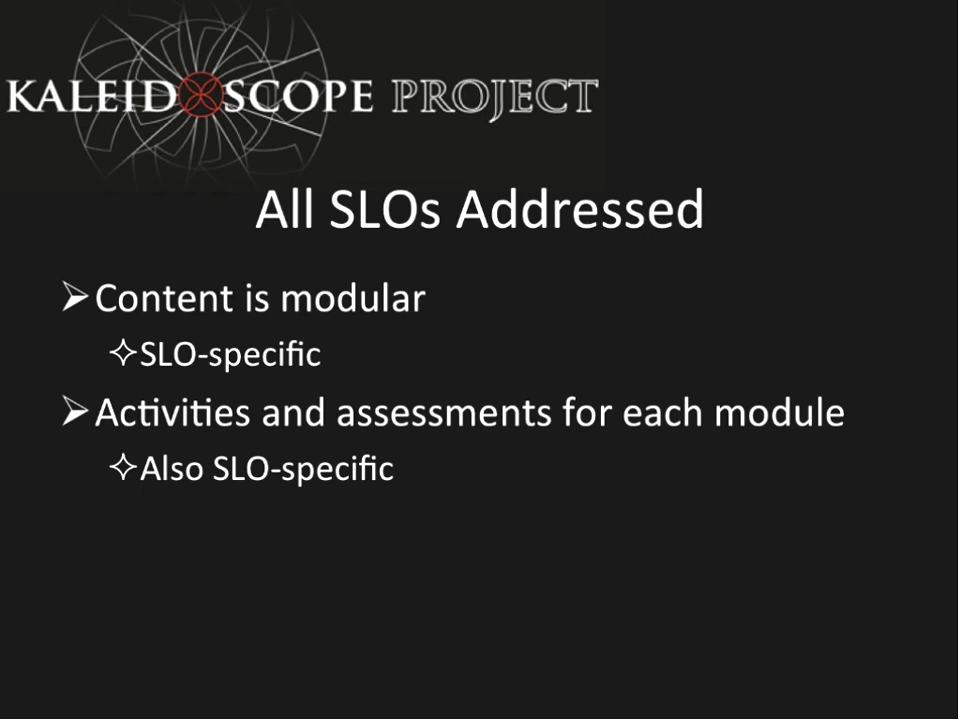 KALEIDOSCOPE PROJECT
All SLOs Addressed
Content is modular
SLO-specific
Activities and assessments for each module
Also SLO-specific